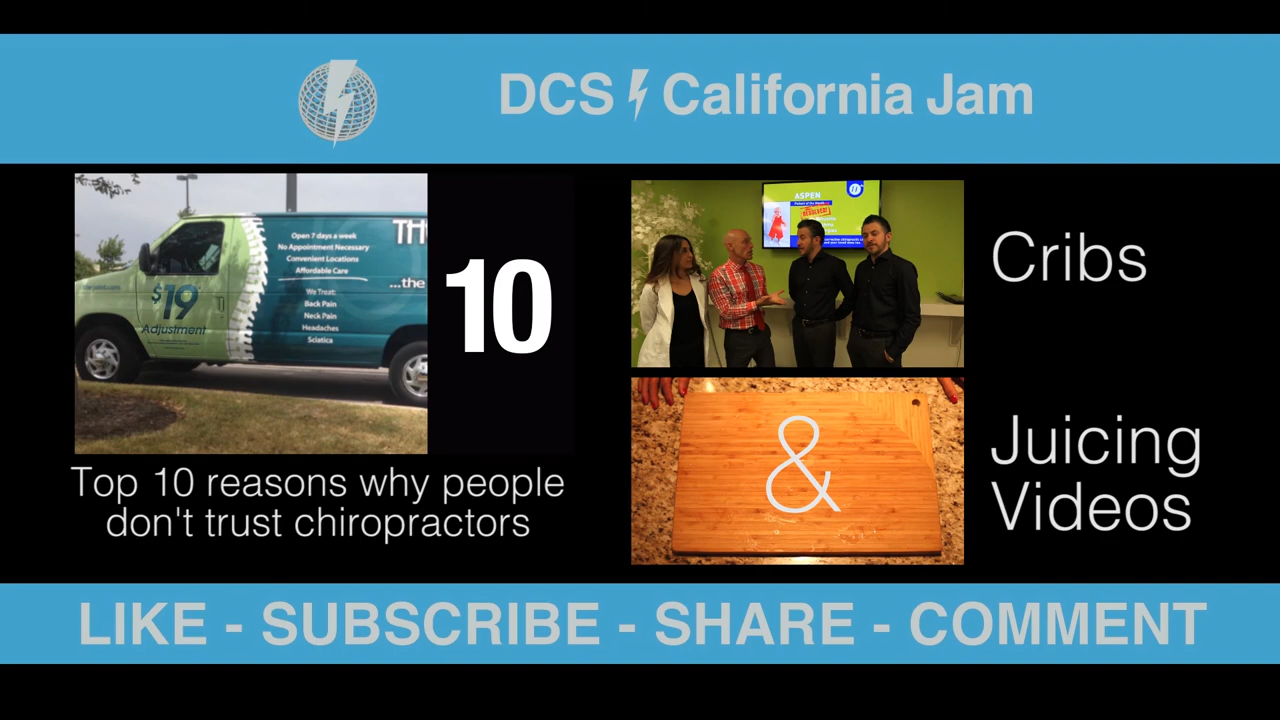 DCS California Jam
Open 7 days a week
No Appointment Necessary
Convenient Locations
Affordable Care
We Treat:
Back Pain
Neck Pain
Headaches
Sciatica
$19
Adjustment
TH
...the
10
Top 10 reasons why people
don't trust chiropractors
ASPEN
RESOLVED!
Cribs
&
Juicing
Videos
LIKE - SUBSCRIBE - SHARE - COMMENT